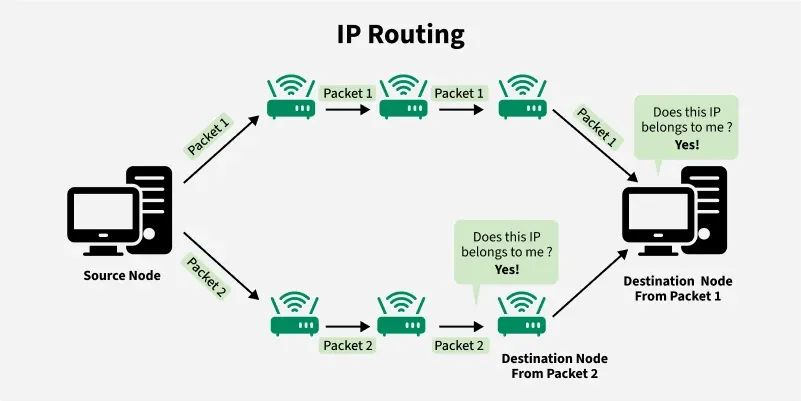 IP Routing
Packet 1
Packet 1
Packet 1
Packet 1
Does this IP
belongs to me ?
Yes!
Source Node
Destination Node
From Packet 1
Packet 2
Does this IP
belongs to me ?
Yes!
Packet 2
Packet 2
Destination Node
From Packet 2